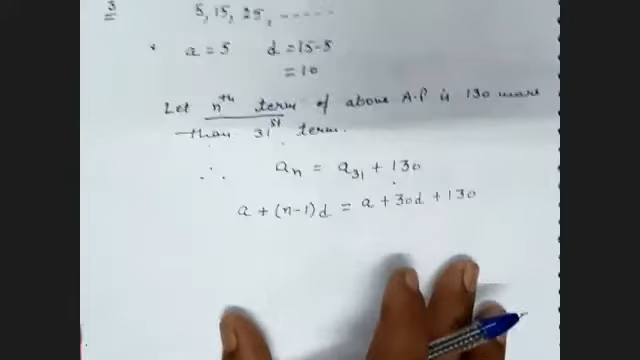 3
5, 15, 25, ------
* a = 5 d = 15-5
= 10
Let nth term of above A.P is 130 more
than 31st term.
∴ an = a31 + 130
a + (n-1)d = a + 30d + 130